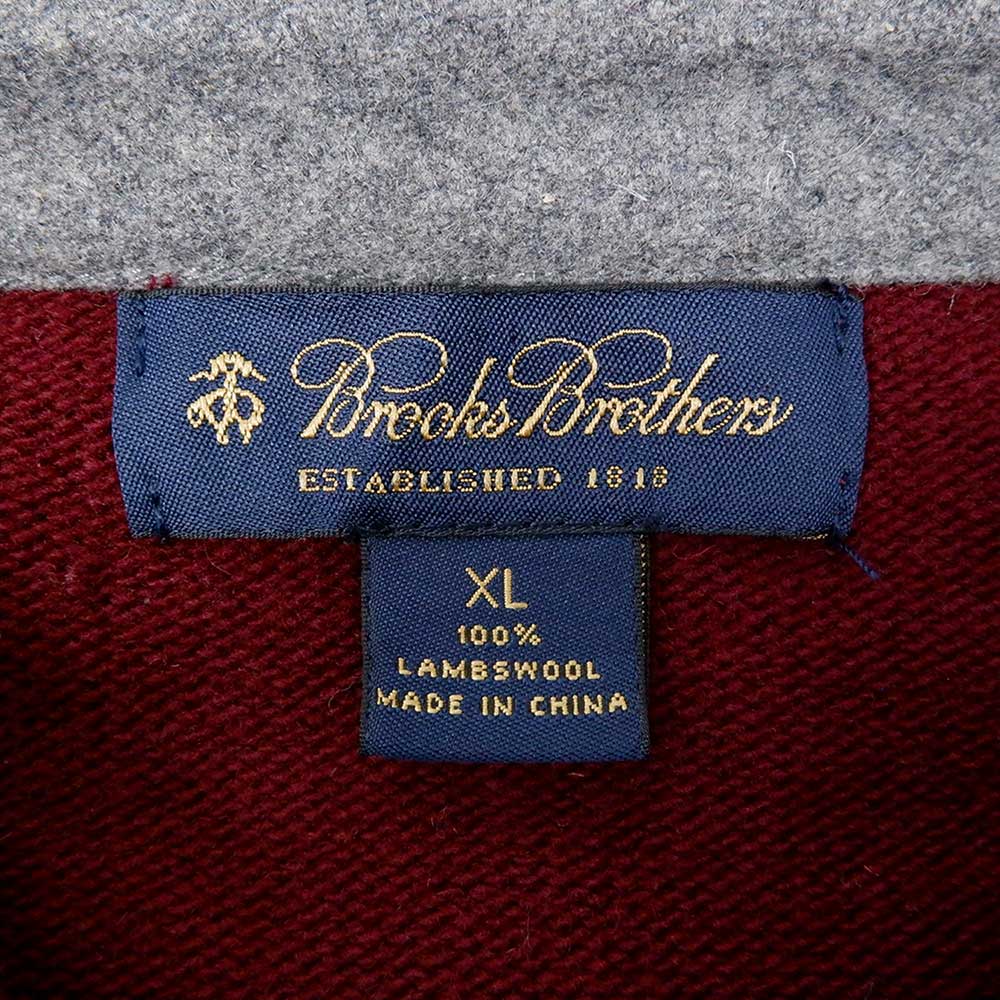 Brooks Brothers
ESTABLISHED 1818
XL
100%
LAMBSWOOL
MADE IN CHINA